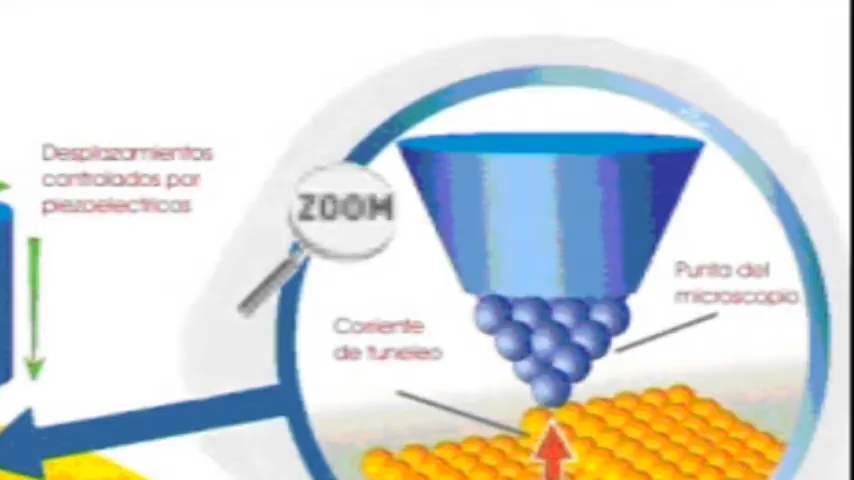 Desplazamientos
controlados por
piezoelectricos
ZOOM
Punta del
microscopio
Corriente
de tuneleo